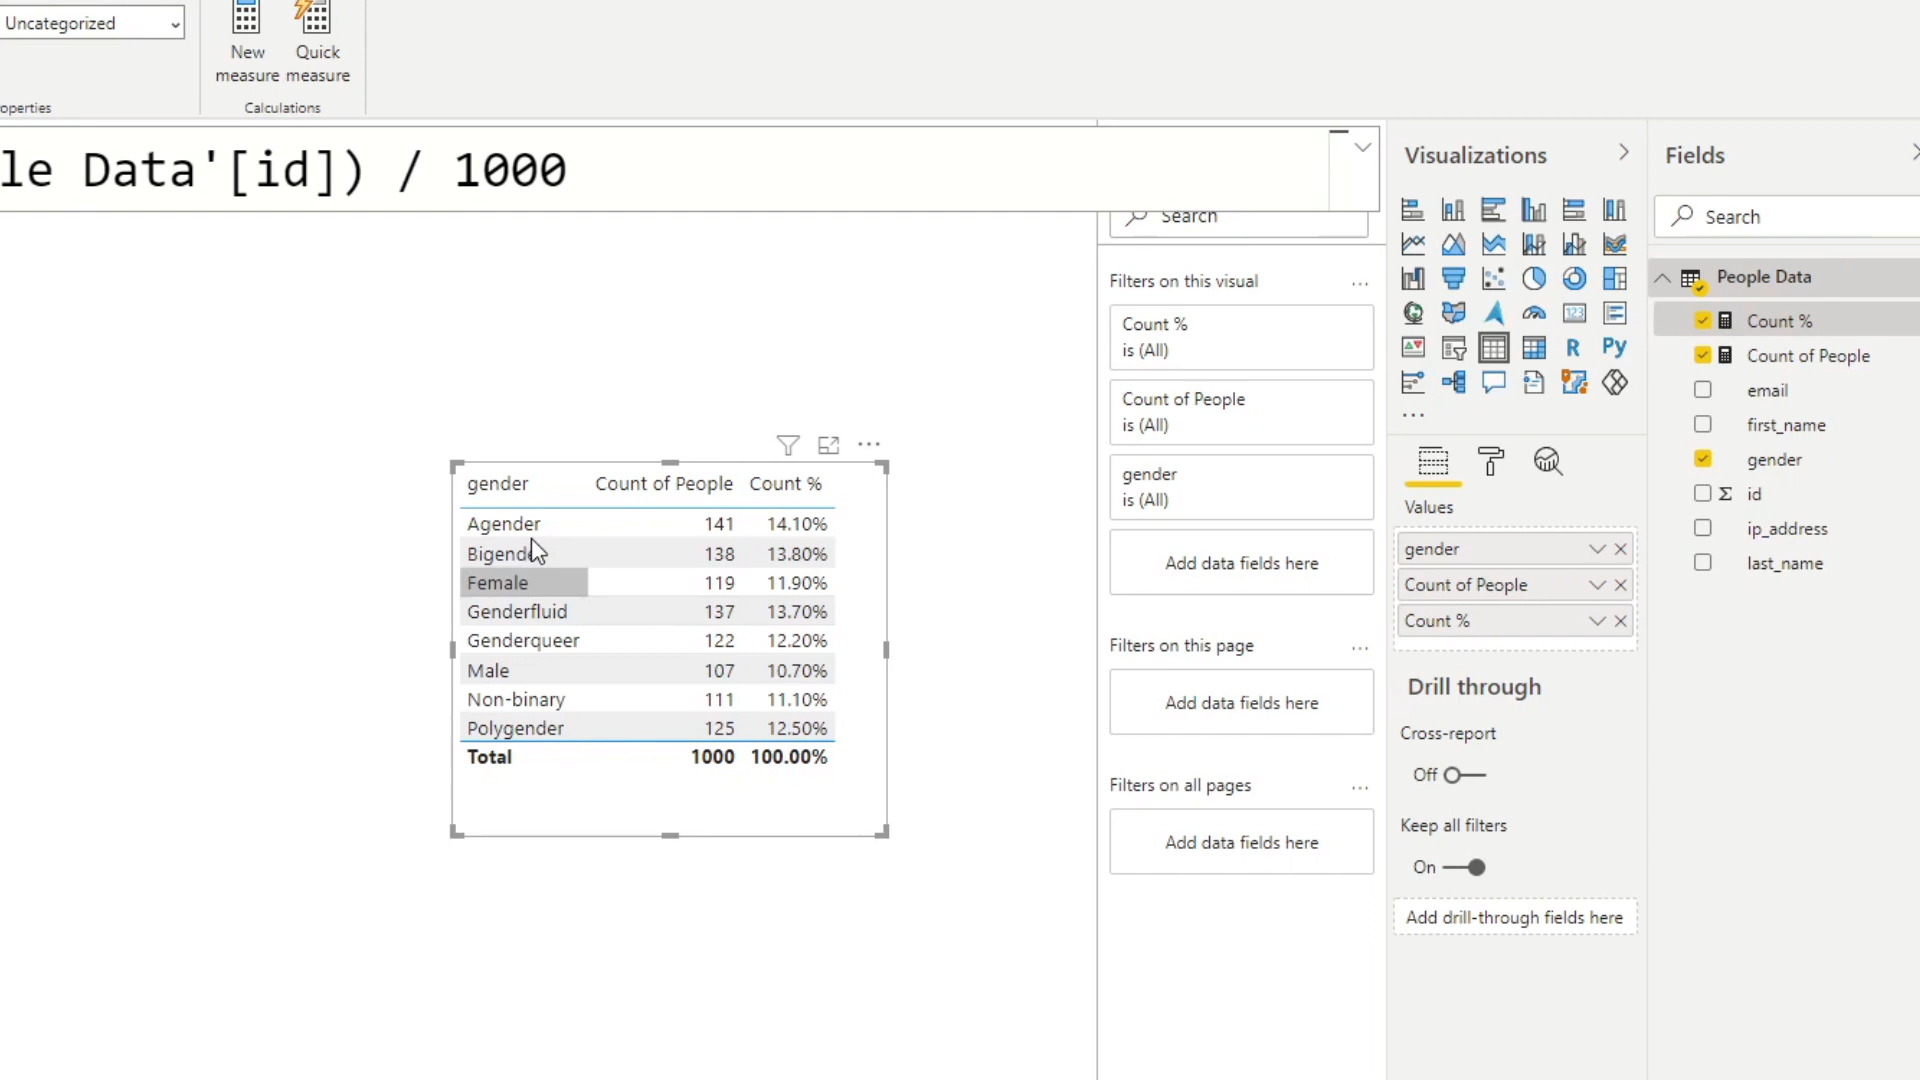 Uncategorized
New measure
Quick measure
operties
Calculations
le Data'[id]) / 1000
Search
Filters on this visual
Count %
is (All)
Count of People
is (All)
gender
is (All)
Add data fields here
Filters on this page
Add data fields here
Filters on all pages
Add data fields here
gender Count of People Count %
Agender 141 14.10%
Bigende 138 13.80%
Female 119 11.90%
Genderfluid 137 13.70%
Genderqueer 122 12.20%
Male 107 10.70%
Non-binary 111 11.10%
Polygender 125 12.50%
Total 1000 100.00%
Visualizations
123
R
Py
Values
gender
Count of People
Count %
Drill through
Cross-report
Off
Keep all filters
On
Add drill-through fields here
Fields
Search
People Data
Count %
Count of People
email
first_name
gender
Σ id
ip_address
last_name